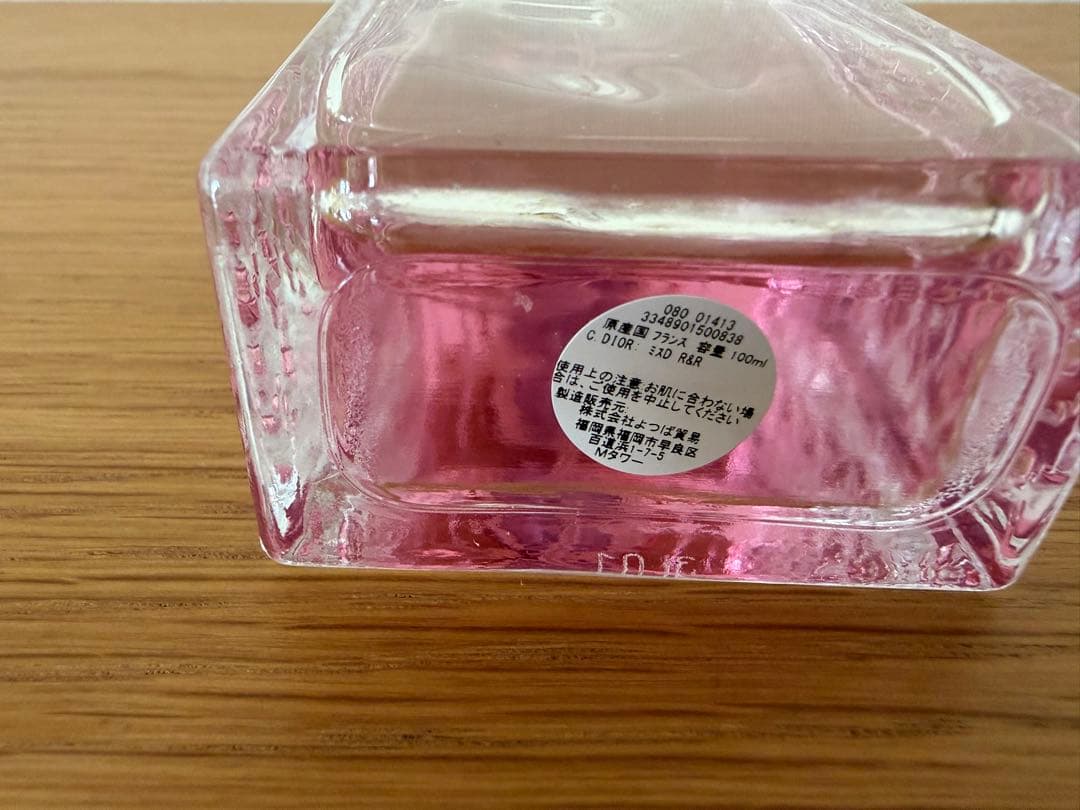 080 01413
3348901500838
原産国 フランス 容量 100ml
C.DIOR: ミスD R&R
使用上の注意 お肌に合わない場
合は、ご使用を中止してください
製造販売元
株式会社よつば貿易
福岡県福岡市早良区
百道浜1-7-5
Mタワー